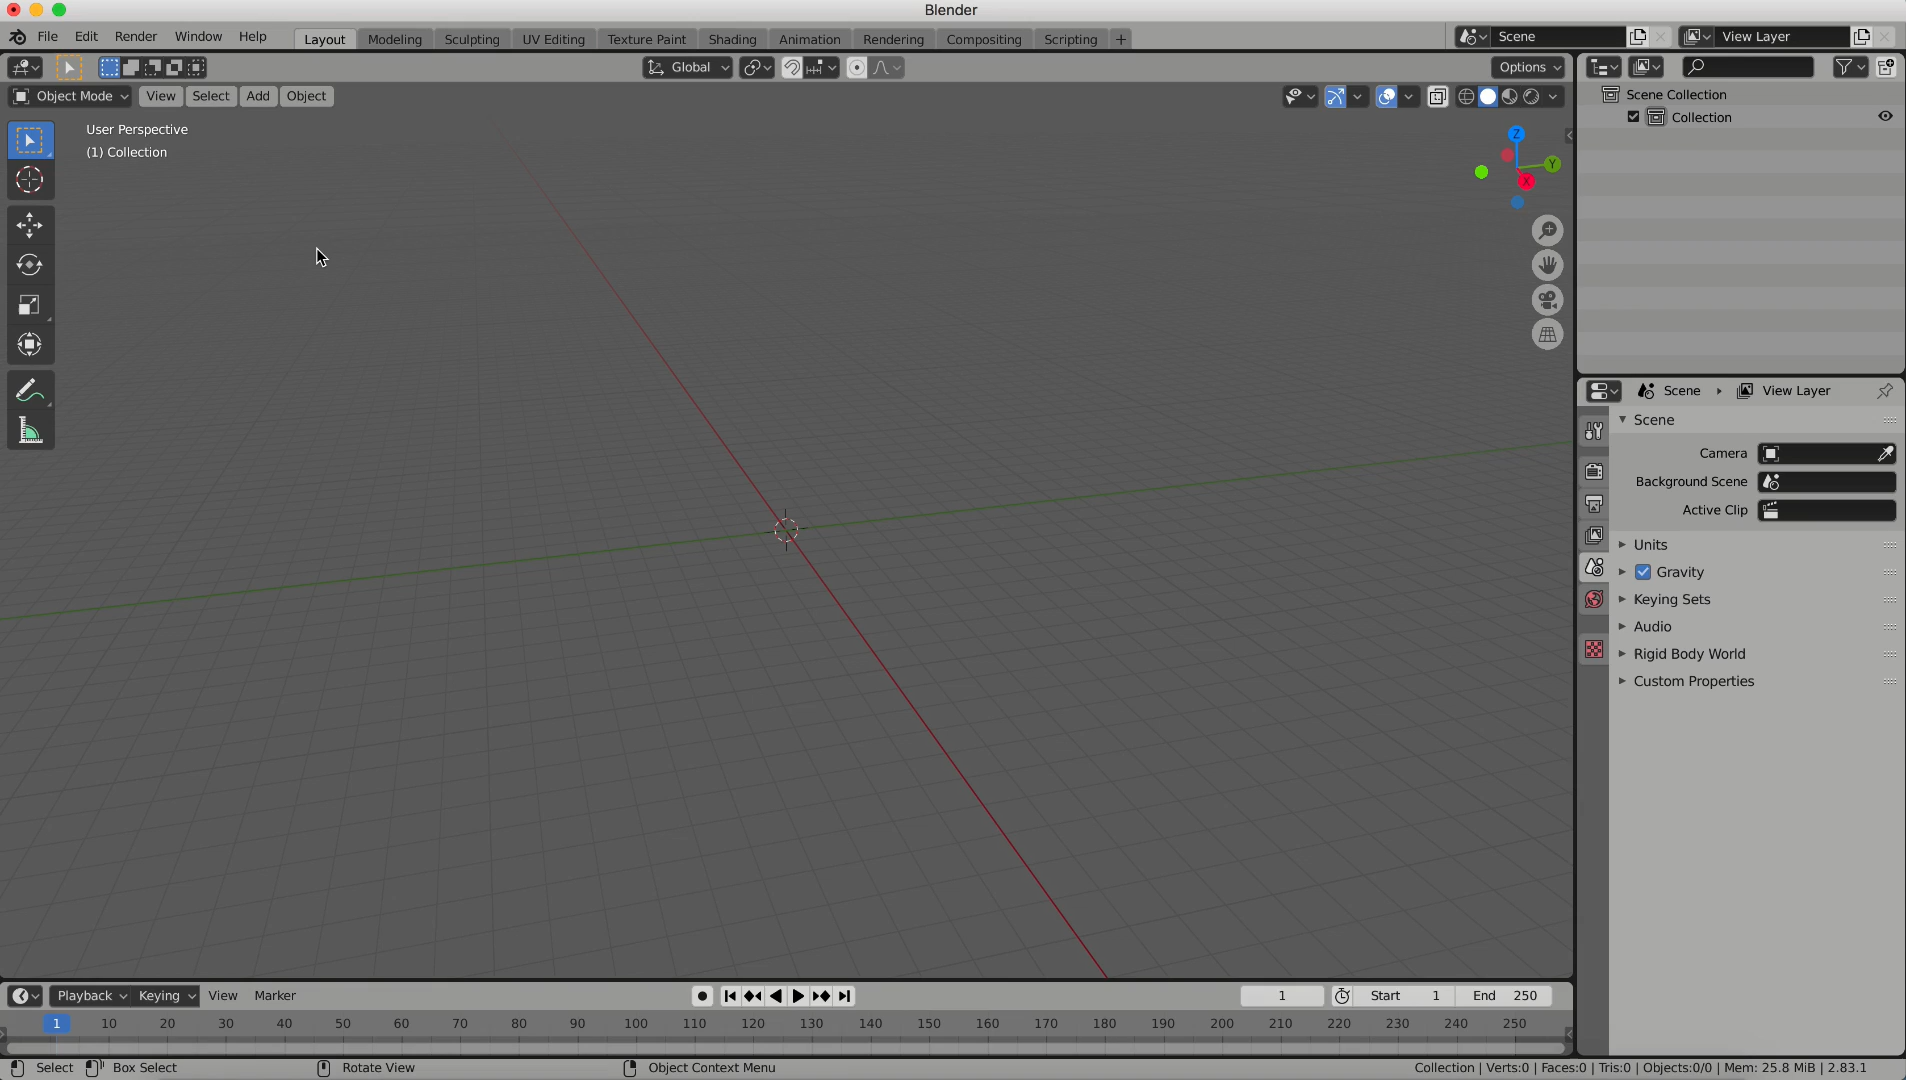 Blender
File Edit Render Window Help Layout Modeling Sculpting UV Editing Texture Paint Shading Animation Rendering Compositing Scripting + Scene View Layer
Global Options
Object Mode View Select Add Object
Scene Collection
Collection
User Perspective
(1) Collection
Z
Y
X
Scene View Layer
Scene
Camera
Background Scene
Active Clip
Units
Gravity
Keying Sets
Audio
Rigid Body World
Custom Properties
Playback Keying View Marker 1 Start 1 End 250
1 10 20 30 40 50 60 70 80 90 100 110 120 130 140 150 160 170 180 190 200 210 220 230 240 250
Select Box Select Rotate View Object Context Menu Collection | Verts:0 | Faces:0 | Tris:0 | Objects:0/0 | Mem: 25.8 MiB | 2.83.1